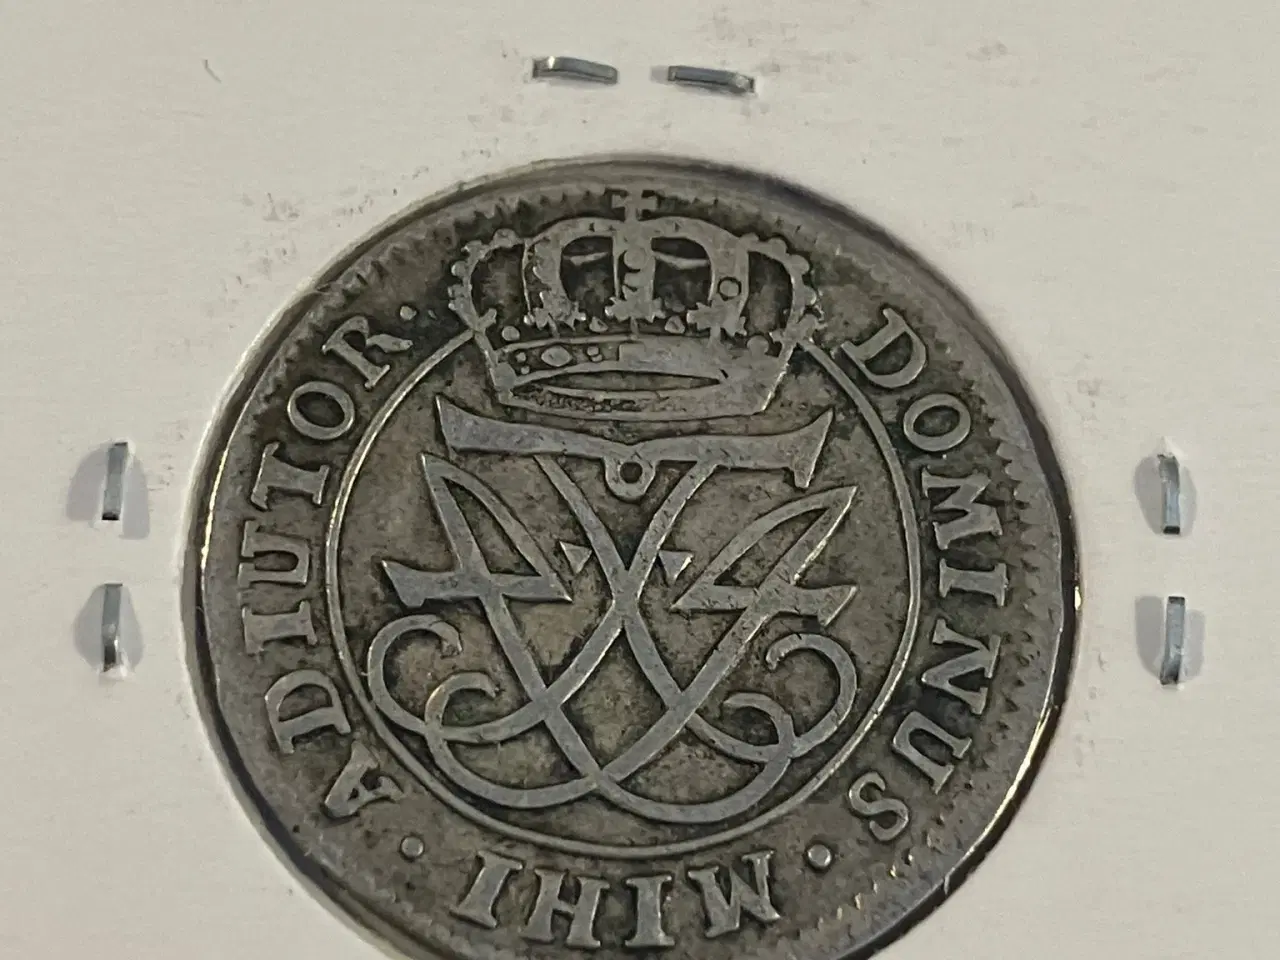 DOMINUS · MIHI · ADIUTOR ·